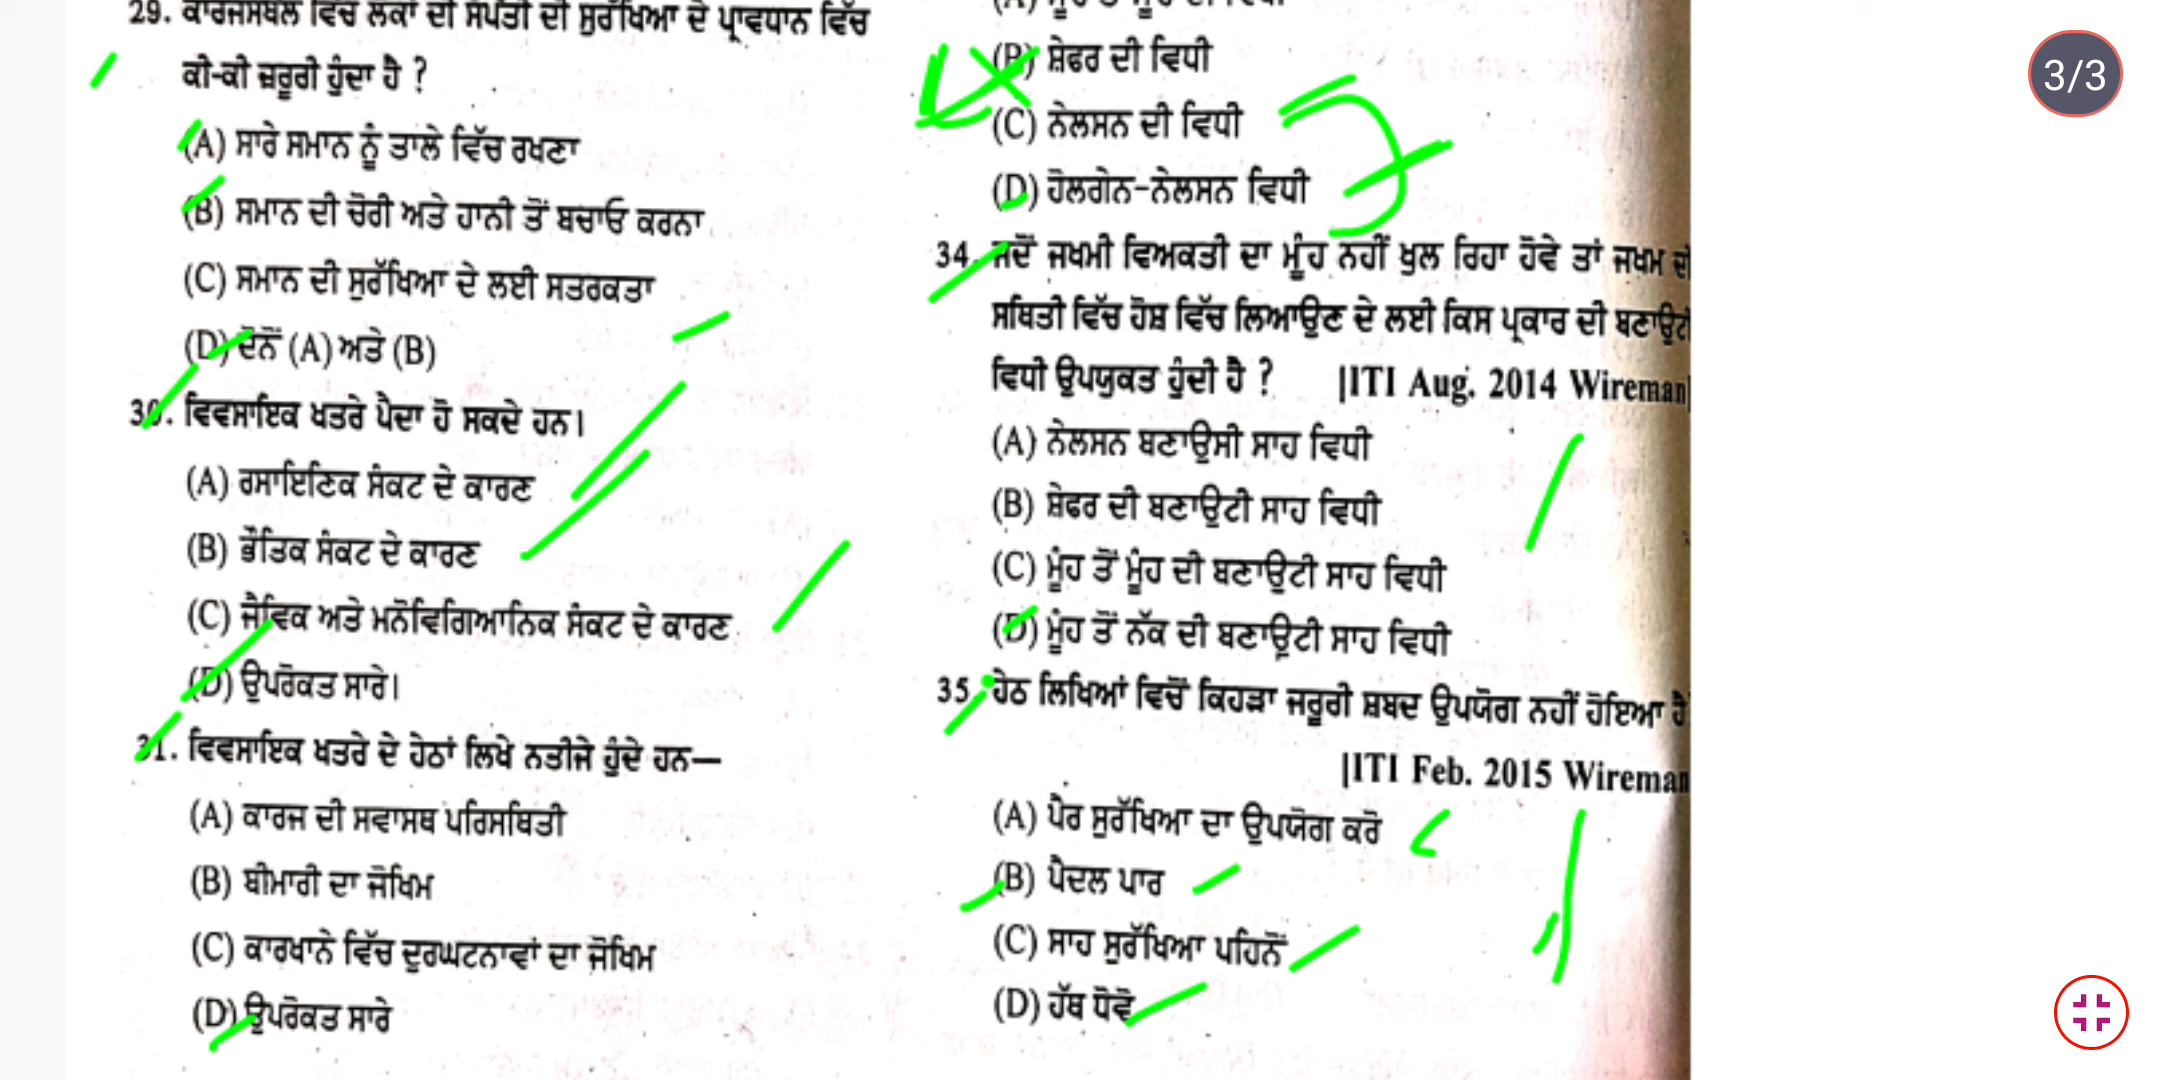 29. ਕਾਰਜਸਥਲ ਵਿਚ ਲੋਕਾਂ ਦੀ ਸੰਪੱਤੀ ਦੀ ਸੁਰੱਖਿਆ ਦੇ ਪ੍ਰਾਵਧਾਨ ਵਿੱਚ
ਕੀ-ਕੀ ਜ਼ਰੂਰੀ ਹੁੰਦਾ ਹੈ ?
(A) ਸਾਰੇ ਸਮਾਨ ਨੂੰ ਤਾਲੇ ਵਿੱਚ ਰਖਣਾ
(B) ਸਮਾਨ ਦੀ ਚੋਰੀ ਅਤੇ ਹਾਨੀ ਤੋਂ ਬਚਾਓ ਕਰਨਾ
(C) ਸਮਾਨ ਦੀ ਸੁਰੱਖਿਆ ਦੇ ਲਈ ਸਤਰਕਤਾ
(D) ਦੋਨੋਂ (A) ਅਤੇ (B)
30. ਵਿਵਸਾਇਕ ਖਤਰੇ ਪੈਦਾ ਹੋ ਸਕਦੇ ਹਨ।
(A) ਰਸਾਇਣਿਕ ਸੰਕਟ ਦੇ ਕਾਰਣ
(B) ਭੌਤਿਕ ਸੰਕਟ ਦੇ ਕਾਰਣ
(C) ਜੈਵਿਕ ਅਤੇ ਮਨੋਵਿਗਿਆਨਿਕ ਸੰਕਟ ਦੇ ਕਾਰਣ
(D) ਉਪਰੋਕਤ ਸਾਰੇ।
31. ਵਿਵਸਾਇਕ ਖਤਰੇ ਦੇ ਹੇਠਾਂ ਲਿਖੇ ਨਤੀਜੇ ਹੁੰਦੇ ਹਨ—
(A) ਕਾਰਜ ਦੀ ਸਵਾਸਥ ਪਰਿਸਥਿਤੀ
(B) ਬੀਮਾਰੀ ਦਾ ਜੋਖਿਮ
(C) ਕਾਰਖਾਨੇ ਵਿੱਚ ਦੁਰਘਟਨਾਵਾਂ ਦਾ ਜੋਖਿਮ
(D) ਉਪਰੋਕਤ ਸਾਰੇ
(B) ਸ਼ੇਫਰ ਦੀ ਵਿਧੀ
(C) ਨੇਲਸਨ ਦੀ ਵਿਧੀ
(D) ਹੋਲਗੇਨ-ਨੇਲਸਨ ਵਿਧੀ
34. ਜਦੋਂ ਜਖਮੀ ਵਿਅਕਤੀ ਦਾ ਮੂੰਹ ਨਹੀਂ ਖੁਲ ਰਿਹਾ ਹੋਵੇ ਤਾਂ ਜਖਮ ਦੀ
ਸਥਿਤੀ ਵਿੱਚ ਹੋਸ਼ ਵਿੱਚ ਲਿਆਉਣ ਦੇ ਲਈ ਕਿਸ ਪ੍ਰਕਾਰ ਦੀ ਬਣਾਉਟੀ
ਵਿਧੀ ਉਪਯੁਕਤ ਹੁੰਦੀ ਹੈ ? [ITI Aug. 2014 Wireman]
(A) ਨੇਲਸਨ ਬਣਾਉਸੀ ਸਾਹ ਵਿਧੀ
(B) ਸ਼ੇਫਰ ਦੀ ਬਣਾਉਟੀ ਸਾਹ ਵਿਧੀ
(C) ਮੂੰਹ ਤੋਂ ਮੂੰਹ ਦੀ ਬਣਾਉਟੀ ਸਾਹ ਵਿਧੀ
(D) ਮੂੰਹ ਤੋਂ ਨੱਕ ਦੀ ਬਣਾਉਟੀ ਸਾਹ ਵਿਧੀ
35. ਹੇਠ ਲਿਖਿਆਂ ਵਿਚੋਂ ਕਿਹੜਾ ਜਰੂਰੀ ਸ਼ਬਦ ਉਪਯੋਗ ਨਹੀਂ ਹੋਇਆ ਹੈ
[ITI Feb. 2015 Wireman
(A) ਪੈਰ ਸੁਰੱਖਿਆ ਦਾ ਉਪਯੋਗ ਕਰੋ
(B) ਪੈਦਲ ਪਾਰ
(C) ਸਾਹ ਸੁਰੱਖਿਆ ਪਹਿਨੋਂ
(D) ਹੱਥ ਧੋਵੋ
3/3